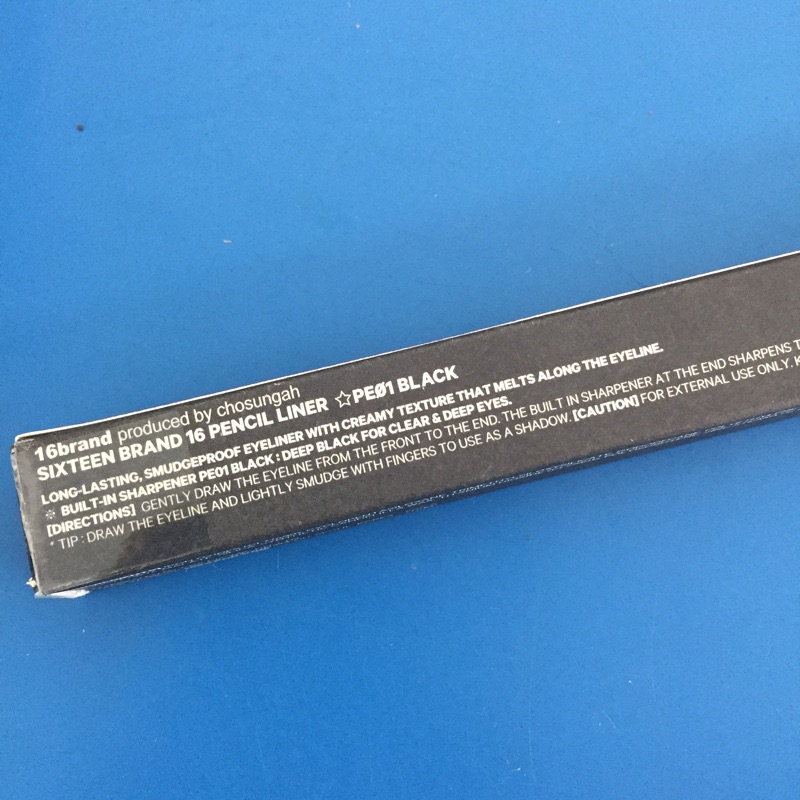 16brand produced by chosungah
SIXTEEN BRAND 16 PENCIL LINER ☆PEØ1 BLACK
LONG-LASTING, SMUDGEPROOF EYELINER WITH CREAMY TEXTURE THAT MELTS ALONG THE EYELINE.
※ BUILT-IN SHARPENER PE01 BLACK : DEEP BLACK FOR CLEAR & DEEP EYES.
[DIRECTIONS] GENTLY DRAW THE EYELINE FROM THE FRONT TO THE END. THE BUILT IN SHARPENER AT THE END SHARPENS
* TIP : DRAW THE EYELINE AND LIGHTLY SMUDGE WITH FINGERS TO USE AS A SHADOW. [CAUTION] FOR EXTERNAL USE ONLY.